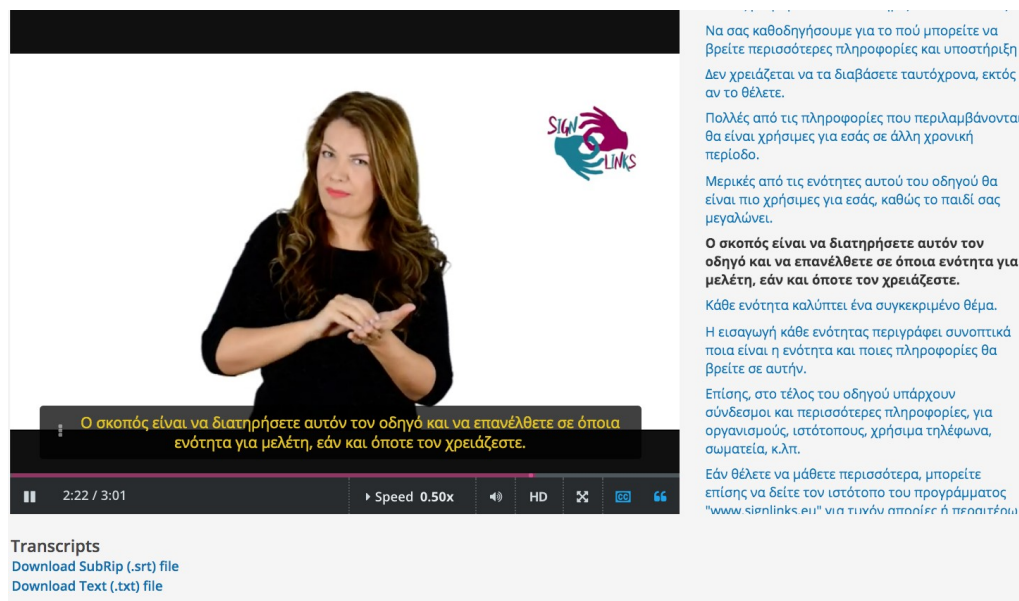 SIGN
LINKS
Ο σκοπός είναι να διατηρήσετε αυτόν τον οδηγό και να επανέλθετε σε όποια
ενότητα για μελέτη, εάν και όποτε τον χρειάζεστε.
2:22 / 3:01
Speed 0.50x
HD
CC
Να σας καθοδηγήσουμε για το πού μπορείτε να
βρείτε περισσότερες πληροφορίες και υποστήριξη
Δεν χρειάζεται να τα διαβάσετε ταυτόχρονα, εκτός
αν το θέλετε.
Πολλές από τις πληροφορίες που περιλαμβάνονται
θα είναι χρήσιμες για εσάς σε άλλη χρονική
περίοδο.
Μερικές από τις ενότητες αυτού του οδηγού θα
είναι πιο χρήσιμες για εσάς, καθώς το παιδί σας
μεγαλώνει.
Ο σκοπός είναι να διατηρήσετε αυτόν τον
οδηγό και να επανέλθετε σε όποια ενότητα για
μελέτη, εάν και όποτε τον χρειάζεστε.
Κάθε ενότητα καλύπτει ένα συγκεκριμένο θέμα.
Η εισαγωγή κάθε ενότητας περιγράφει συνοπτικά
ποια είναι η ενότητα και ποιες πληροφορίες θα
βρείτε σε αυτήν.
Επίσης, στο τέλος του οδηγού υπάρχουν
σύνδεσμοι και περισσότερες πληροφορίες, για
οργανισμούς, ιστότοπους, χρήσιμα τηλέφωνα,
σωματεία, κ.λπ.
Εάν θέλετε να μάθετε περισσότερα, μπορείτε
επίσης να δείτε τον ιστότοπο του προγράμματος
"www.signlinks.eu" για τυχόν απορίες ή περαιτέρω
Transcripts
Download SubRip (.srt) file
Download Text (.txt) file